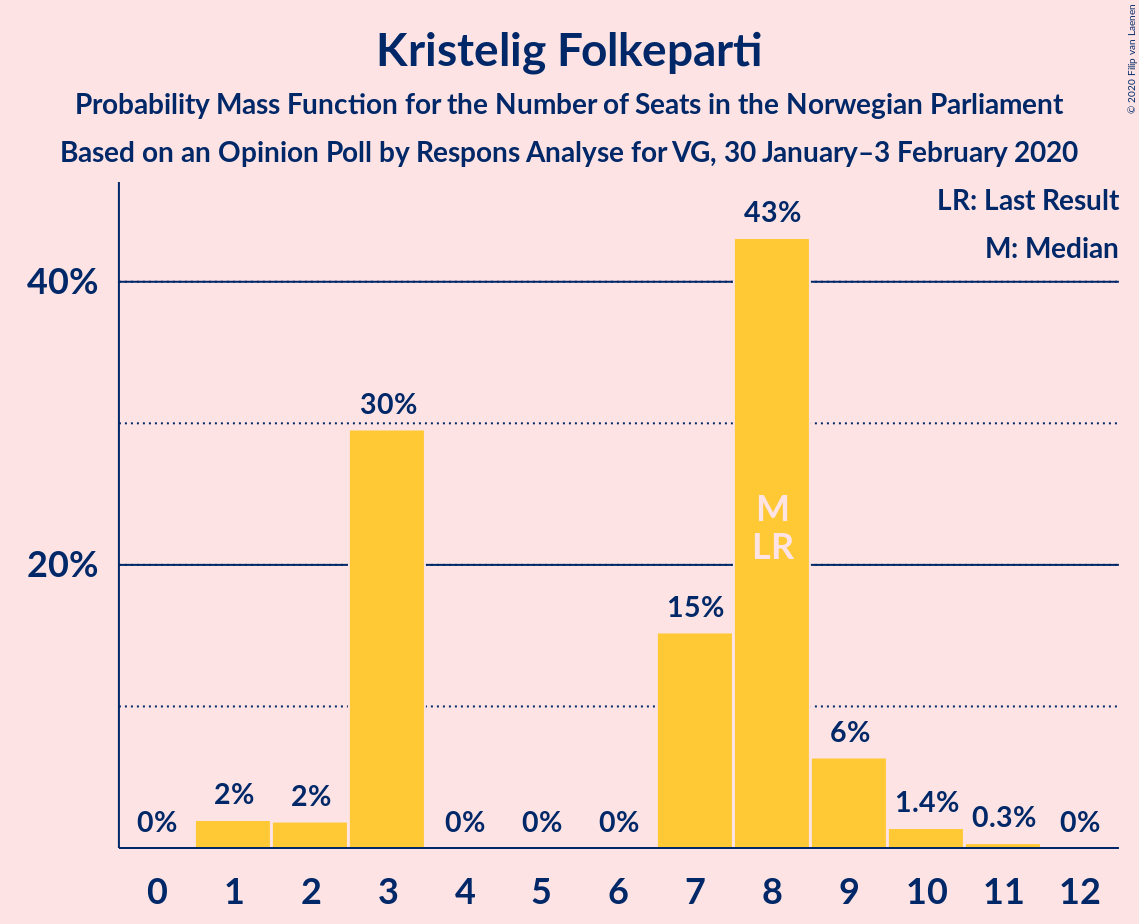 Kristelig Folkeparti
Probability Mass Function for the Number of Seats in the Norwegian Parliament
Based on an Opinion Poll by Respons Analyse for VG, 30 January–3 February 2020
© 2020 Filip van Laenen
LR: Last Result
M: Median
43%
40%
30%
M
LR
20%
15%
6%
0%
2%
2%
0%
0%
0%
1.4%
0.3%
0%
0 1 2 3 4 5 6 7 8 9 10 11 12